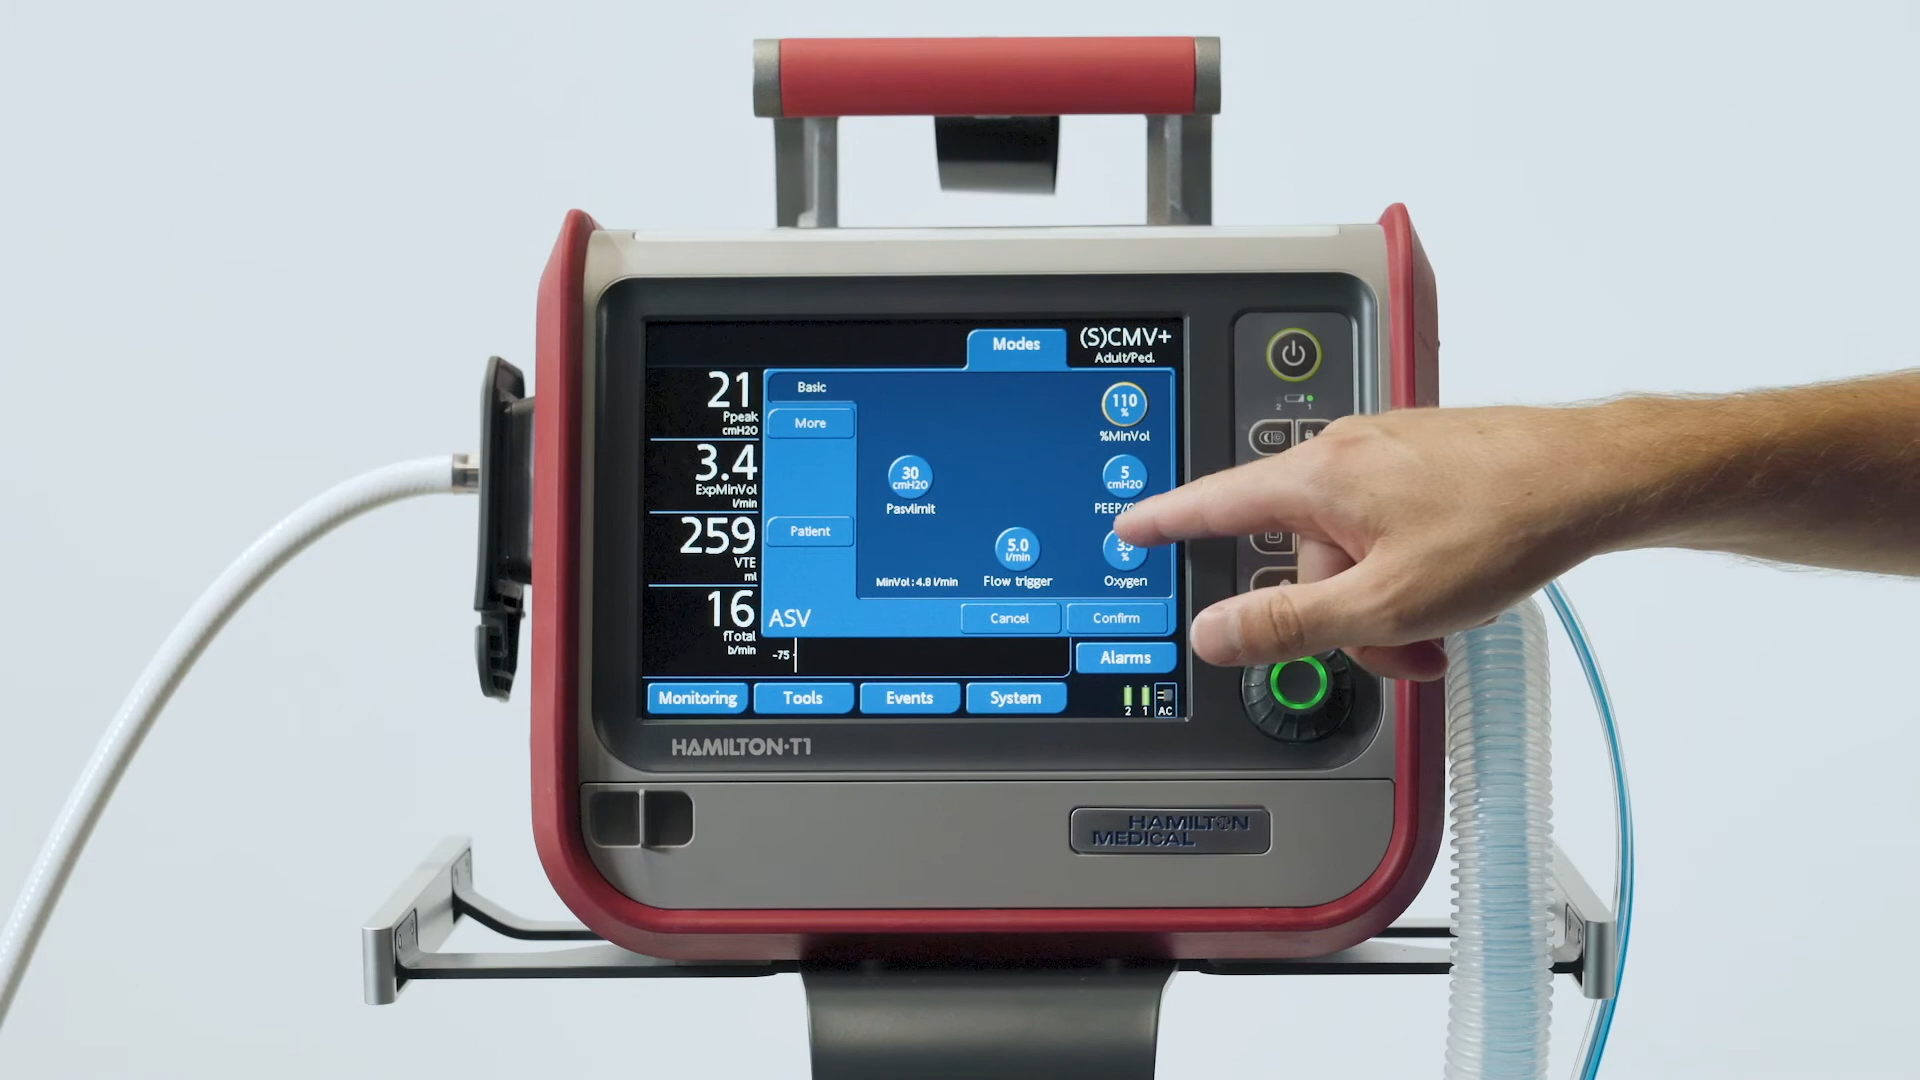 Modes
(S)CMV+
Adult/Ped.
21
Ppeak
cmH2O
3.4
ExpMinVol
l/min
259
VTE
ml
16
fTotal
b/min
Basic
More
Patient
110
%
%MinVol
30
cmH2O
Pasvlimit
5
cmH2O
5.0
l/min
Flow trigger
%
Oxygen
MinVol : 4.8 l/min
ASV
Cancel
Confirm
-75
Alarms
Monitoring
Tools
Events
System
2 1 AC
2 1
HAMILTON·T1
HAMILTON
MEDICAL